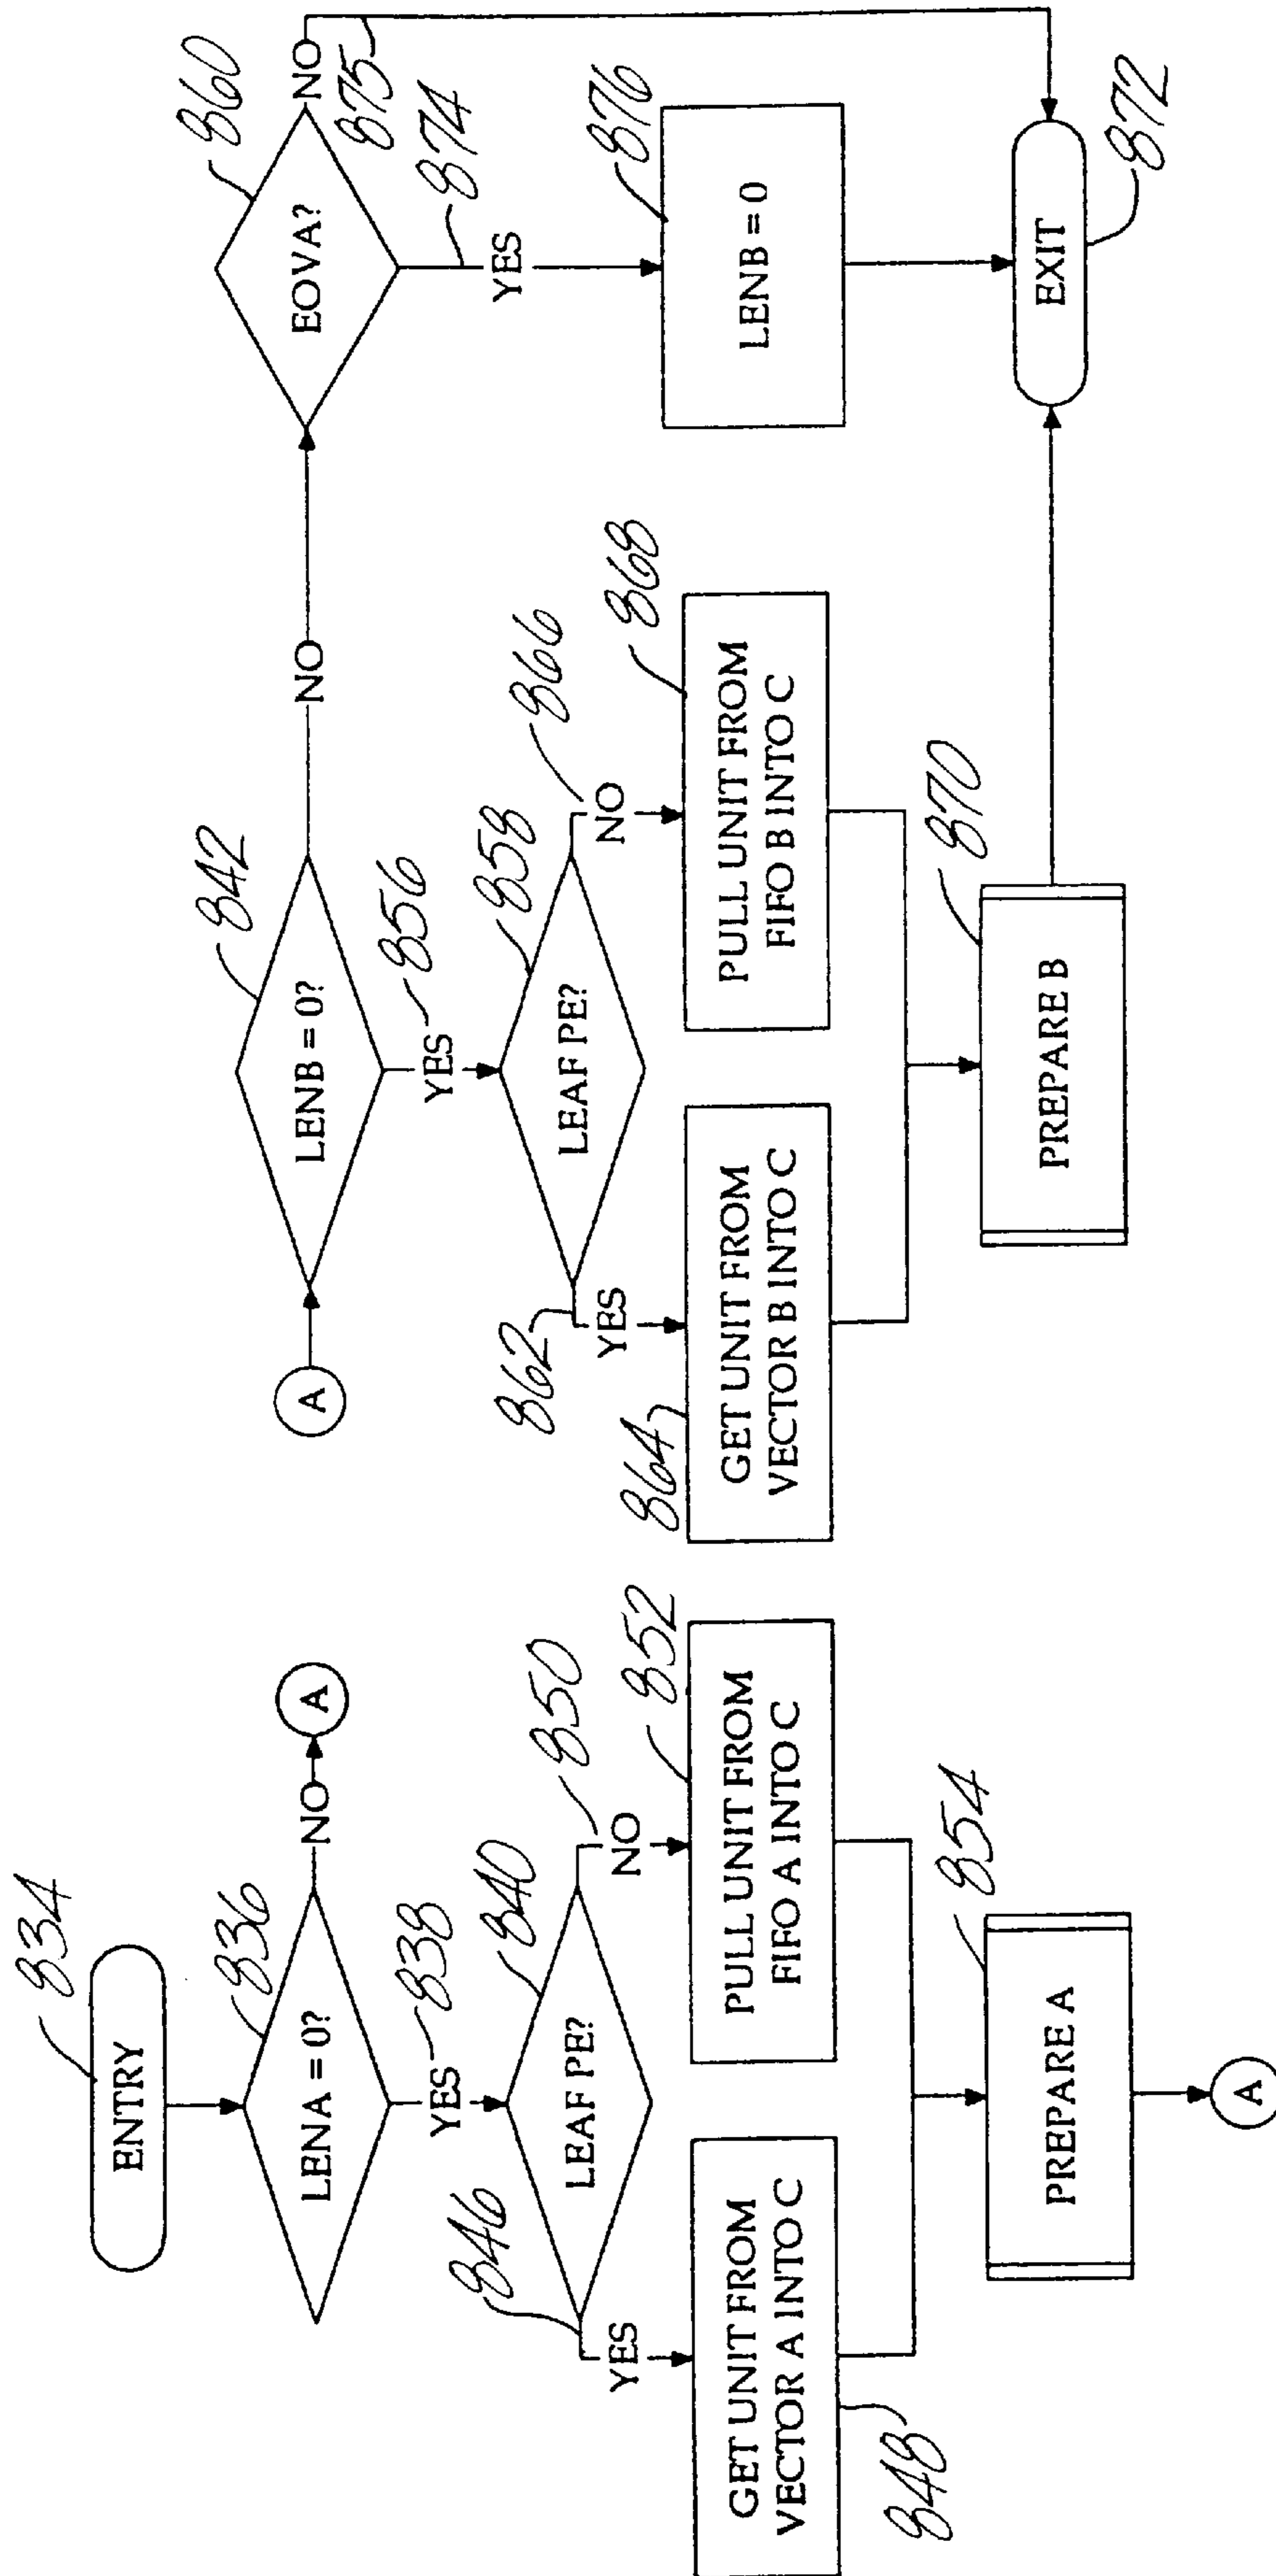 ENTRY
834
LENA = 0?
836
NO
A
YES
838
LEAF PE?
840
846
YES
850
NO
GET UNIT FROM
VECTOR A INTO C
848
PULL UNIT FROM
FIFO A INTO C
852
PREPARE A
854
A
A
LENB = 0?
842
NO
YES
856
LEAF PE?
858
862
YES
866
NO
864
GET UNIT FROM
VECTOR B INTO C
PULL UNIT FROM
FIFO B INTO C
868
PREPARE B
870
EOVA?
860
NO
875
874
YES
LENB = 0
876
EXIT
872